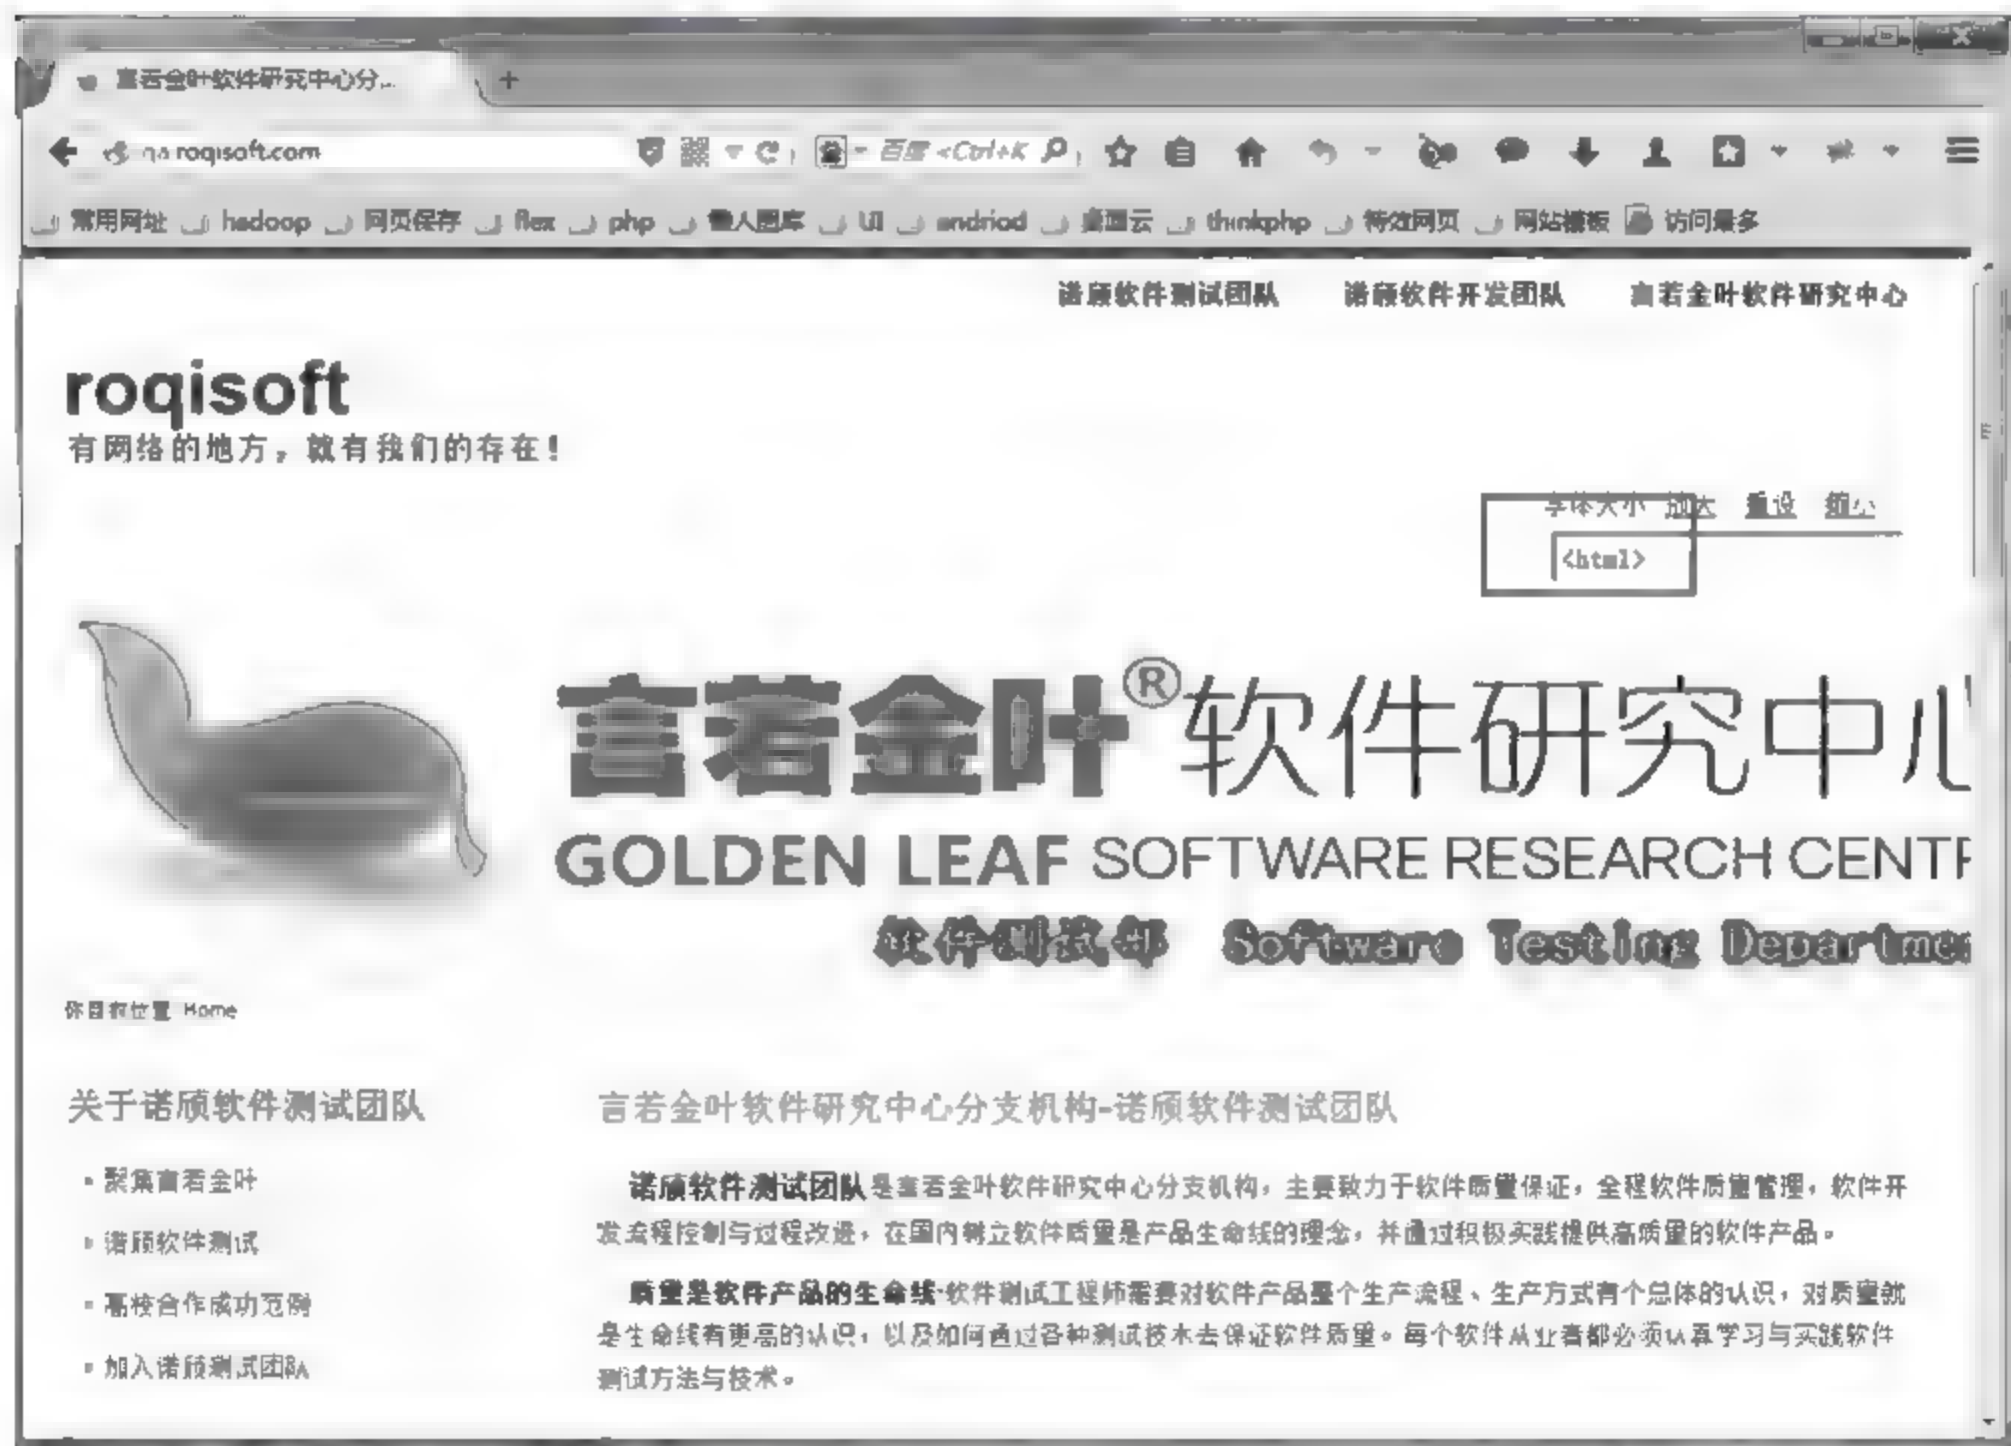 言若金叶软件研究中心分...
qa.roqisoft.com 百度 <Ctrl+K
常用网址 hadoop 网页保存 flex php 懒人图库 UI andriod 桌面云 thinkphp 特效网页 网站模板 访问最多
诺颀软件测试团队 诺颀软件开发团队 言若金叶软件研究中心
roqisoft
有网络的地方，就有我们的存在！
字体大小 放大 重设 缩小
<html>
言若金叶®软件研究中心
GOLDEN LEAF SOFTWARE RESEARCH CENTR
软件测试部 Software Testing Departmen
你目前位置 Home
关于诺颀软件测试团队
聚集言若金叶
诺颀软件测试
高校合作成功范例
加入诺颀测试团队
言若金叶软件研究中心分支机构-诺颀软件测试团队
诺颀软件测试团队是言若金叶软件研究中心分支机构，主要致力于软件质量保证，全程软件质量管理，软件开
发流程控制与过程改进，在国内树立软件质量是产品生命线的理念，并通过积极实践提供高质量的软件产品。
质量是软件产品的生命线·软件测试工程师需要对软件产品整个生产流程、生产方式有个总体的认识，对质量就
是生命线有更高的认识，以及如何通过各种测试技术去保证软件质量。每个软件从业者都必须认真学习与实践软件
测试方法与技术。